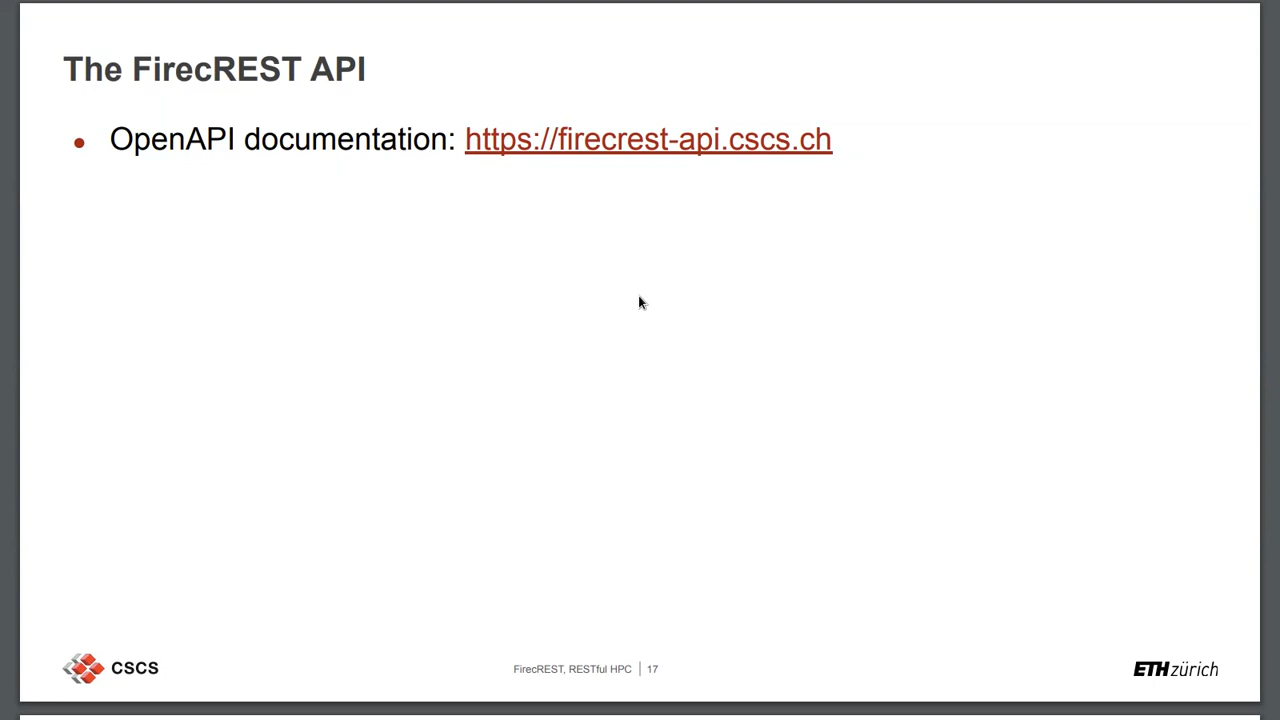 The FirecREST API
• OpenAPI documentation: https://firecrest-api.cscs.ch
CSCS
FirecREST, RESTful HPC | 17
ETH zürich